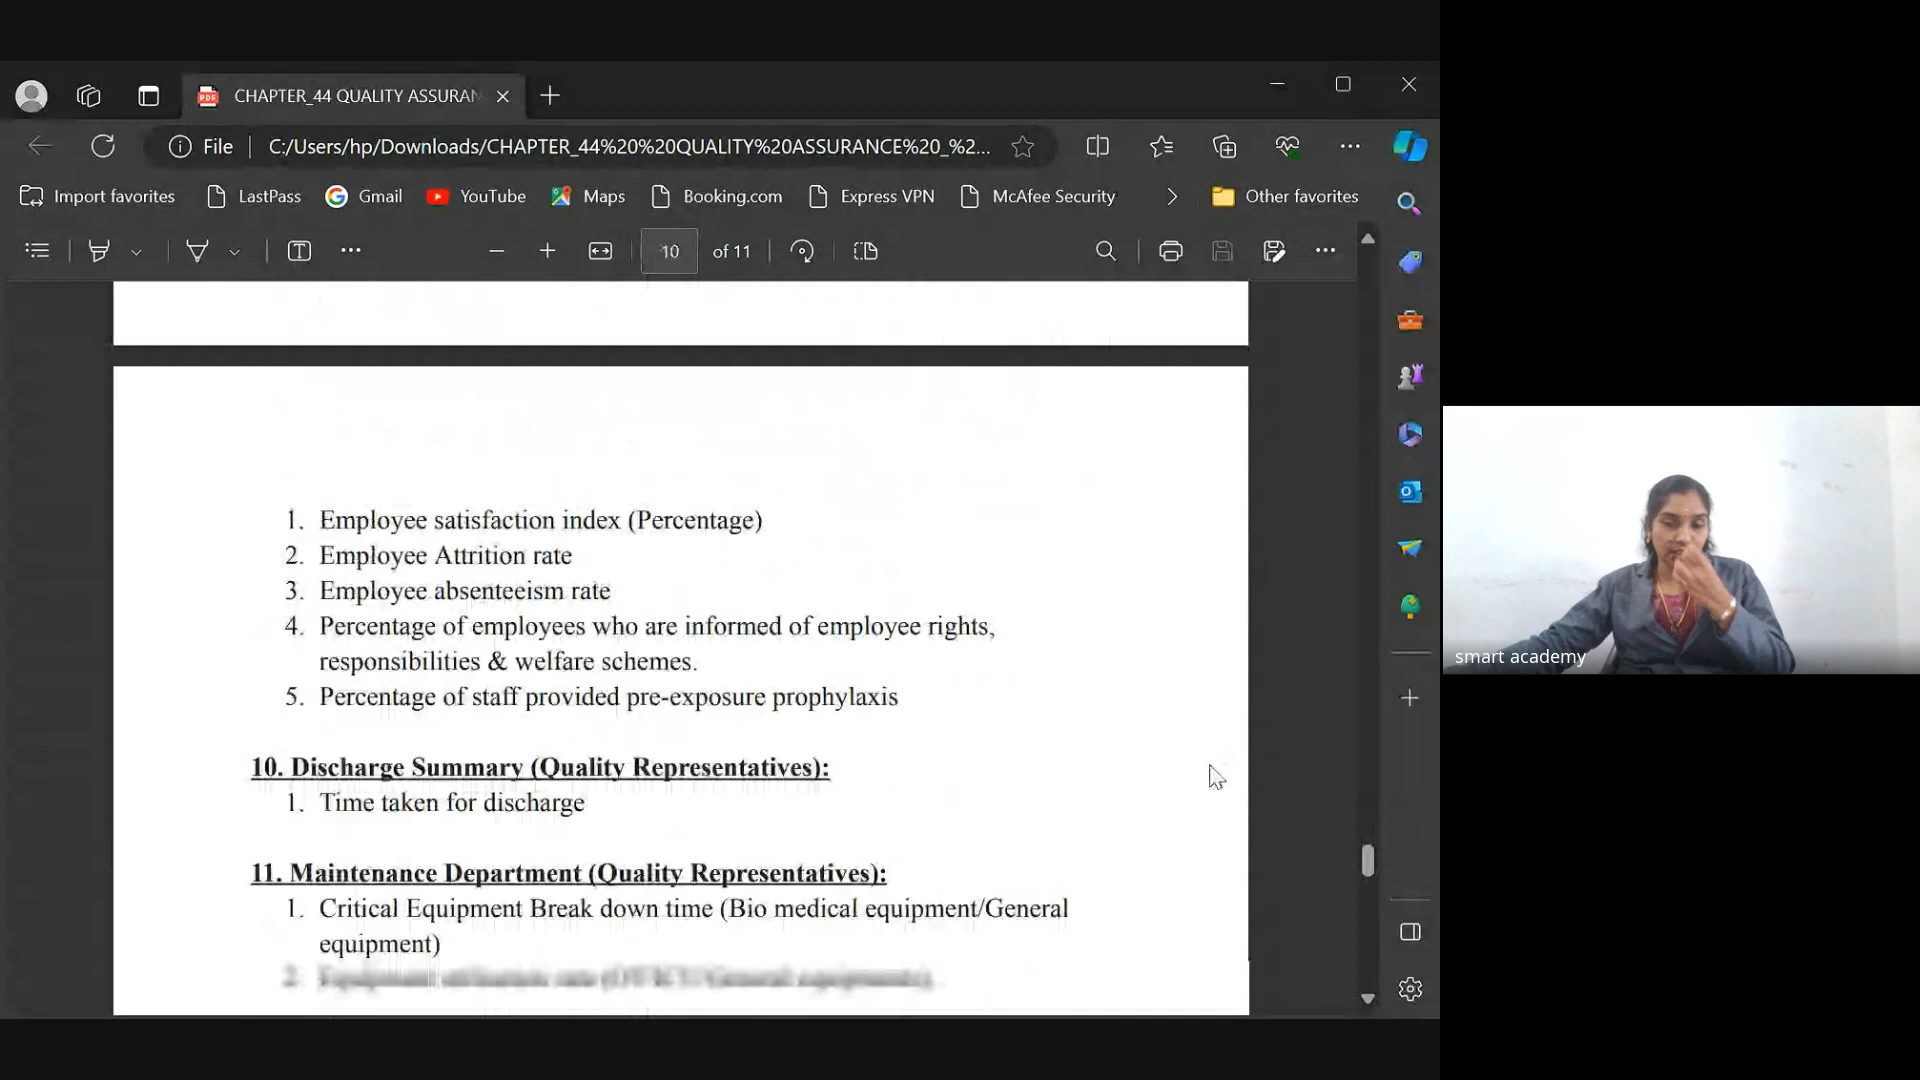 CHAPTER_44 QUALITY ASSURAN
File
C:/Users/hp/Downloads/CHAPTER_44%20%20QUALITY%20ASSURANCE%20_%2...
Import favorites
LastPass
Gmail
YouTube
Maps
Booking.com
Express VPN
McAfee Security
Other favorites
10 of 11
1. Employee satisfaction index (Percentage)
2. Employee Attrition rate
3. Employee absenteeism rate
4. Percentage of employees who are informed of employee rights,
responsibilities & welfare schemes.
5. Percentage of staff provided pre-exposure prophylaxis
10. Discharge Summary (Quality Representatives):
1. Time taken for discharge
11. Maintenance Department (Quality Representatives):
1. Critical Equipment Break down time (Bio medical equipment/General
equipment)
smart academy